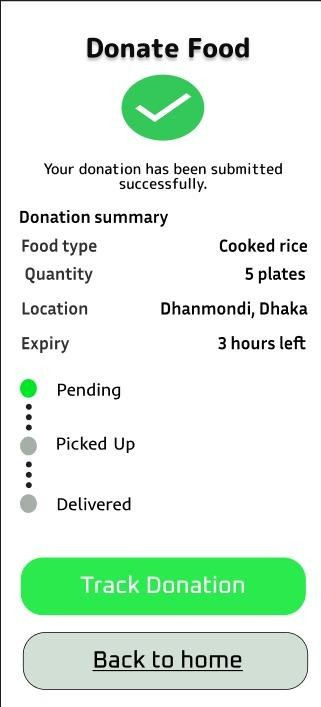 Donate Food
Your donation has been submitted
successfully.
Donation summary
Food type Cooked rice
Quantity 5 plates
Location Dhanmondi, Dhaka
Expiry 3 hours left
Pending
Picked Up
Delivered
Track Donation
Back to home